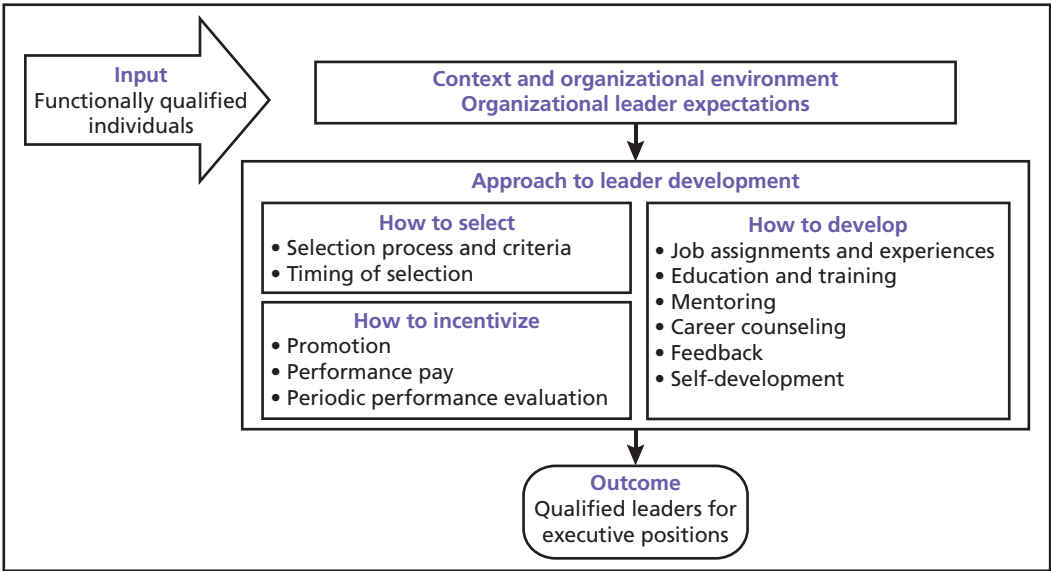 Input
Functionally qualified
individuals
Context and organizational environment
Organizational leader expectations
Approach to leader development
How to select
• Selection process and criteria
• Timing of selection
How to incentivize
• Promotion
• Performance pay
• Periodic performance evaluation
How to develop
• Job assignments and experiences
• Education and training
• Mentoring
• Career counseling
• Feedback
• Self-development
Outcome
Qualified leaders for
executive positions